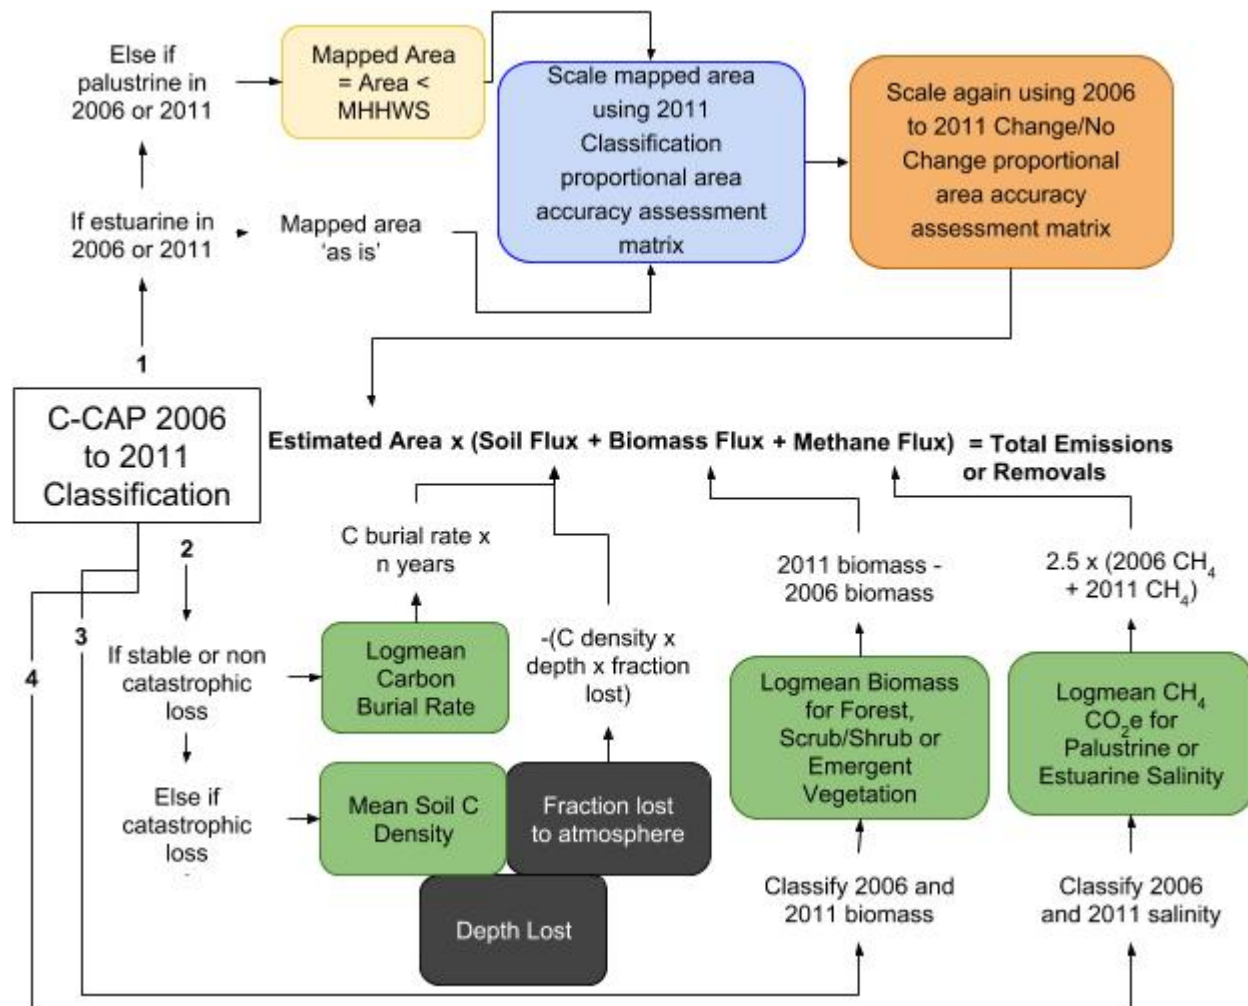 Else if
palustrine in
2006 or 2011
Mapped Area
= Area <
MHHWS
Scale mapped area
using 2011
Classification
proportional area
accuracy assessment
matrix
Scale again using 2006
to 2011 Change/No
Change proportional
area accuracy
assessment matrix
If estuarine in
2006 or 2011
Mapped area
‘as is’
1
C-CAP 2006
to 2011
Classification
Estimated Area x (Soil Flux + Biomass Flux + Methane Flux) = Total Emissions
or Removals
2
3
4
If stable or non
catastrophic
loss
Else if
catastrophic
loss
C burial rate x
n years
Logmean
Carbon
Burial Rate
-(C density x
depth x fraction
lost)
Mean Soil C
Density
Fraction lost
to atmosphere
Depth Lost
2011 biomass -
2006 biomass
Logmean Biomass
for Forest,
Scrub/Shrub or
Emergent
Vegetation
Classify 2006 and
2011 biomass
2.5 x (2006 CH₄
+ 2011 CH₄)
Logmean CH₄
CO₂e for
Palustrine or
Estuarine Salinity
Classify 2006
and 2011 salinity